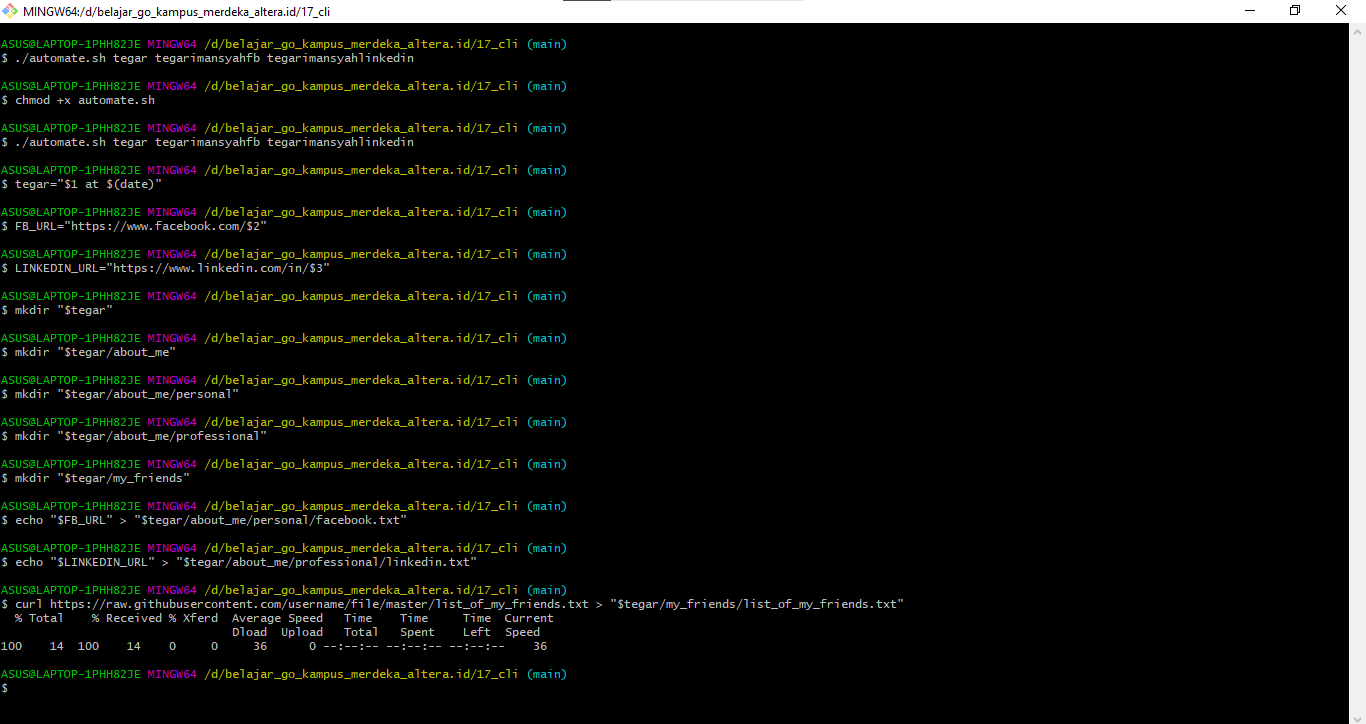 MINGW64:/d/belajar_go_kampus_merdeka_altera.id/17_cli
ASUS@LAPTOP-1PHH82JE MINGW64 /d/belajar_go_kampus_merdeka_altera.id/17_cli (main)
$ ./automate.sh tegar tegarimansyahfb tegarimansyahlinkedin
ASUS@LAPTOP-1PHH82JE MINGW64 /d/belajar_go_kampus_merdeka_altera.id/17_cli (main)
$ chmod +x automate.sh
ASUS@LAPTOP-1PHH82JE MINGW64 /d/belajar_go_kampus_merdeka_altera.id/17_cli (main)
$ ./automate.sh tegar tegarimansyahfb tegarimansyahlinkedin
ASUS@LAPTOP-1PHH82JE MINGW64 /d/belajar_go_kampus_merdeka_altera.id/17_cli (main)
$ tegar="$1 at $(date)"
ASUS@LAPTOP-1PHH82JE MINGW64 /d/belajar_go_kampus_merdeka_altera.id/17_cli (main)
$ FB_URL="https://www.facebook.com/$2"
ASUS@LAPTOP-1PHH82JE MINGW64 /d/belajar_go_kampus_merdeka_altera.id/17_cli (main)
$ LINKEDIN_URL="https://www.linkedin.com/in/$3"
ASUS@LAPTOP-1PHH82JE MINGW64 /d/belajar_go_kampus_merdeka_altera.id/17_cli (main)
$ mkdir "$tegar"
ASUS@LAPTOP-1PHH82JE MINGW64 /d/belajar_go_kampus_merdeka_altera.id/17_cli (main)
$ mkdir "$tegar/about_me"
ASUS@LAPTOP-1PHH82JE MINGW64 /d/belajar_go_kampus_merdeka_altera.id/17_cli (main)
$ mkdir "$tegar/about_me/personal"
ASUS@LAPTOP-1PHH82JE MINGW64 /d/belajar_go_kampus_merdeka_altera.id/17_cli (main)
$ mkdir "$tegar/about_me/professional"
ASUS@LAPTOP-1PHH82JE MINGW64 /d/belajar_go_kampus_merdeka_altera.id/17_cli (main)
$ mkdir "$tegar/my_friends"
ASUS@LAPTOP-1PHH82JE MINGW64 /d/belajar_go_kampus_merdeka_altera.id/17_cli (main)
$ echo "$FB_URL" > "$tegar/about_me/personal/facebook.txt"
ASUS@LAPTOP-1PHH82JE MINGW64 /d/belajar_go_kampus_merdeka_altera.id/17_cli (main)
$ echo "$LINKEDIN_URL" > "$tegar/about_me/professional/linkedin.txt"
ASUS@LAPTOP-1PHH82JE MINGW64 /d/belajar_go_kampus_merdeka_altera.id/17_cli (main)
$ curl https://raw.githubusercontent.com/username/file/master/list_of_my_friends.txt > "$tegar/my_friends/list_of_my_friends.txt"
  % Total    % Received % Xferd  Average Speed   Time    Time     Time  Current
                                 Dload  Upload   Total   Spent    Left  Speed
100    14  100    14    0     0     36      0 --:--:-- --:--:-- --:--:--    36
ASUS@LAPTOP-1PHH82JE MINGW64 /d/belajar_go_kampus_merdeka_altera.id/17_cli (main)
$